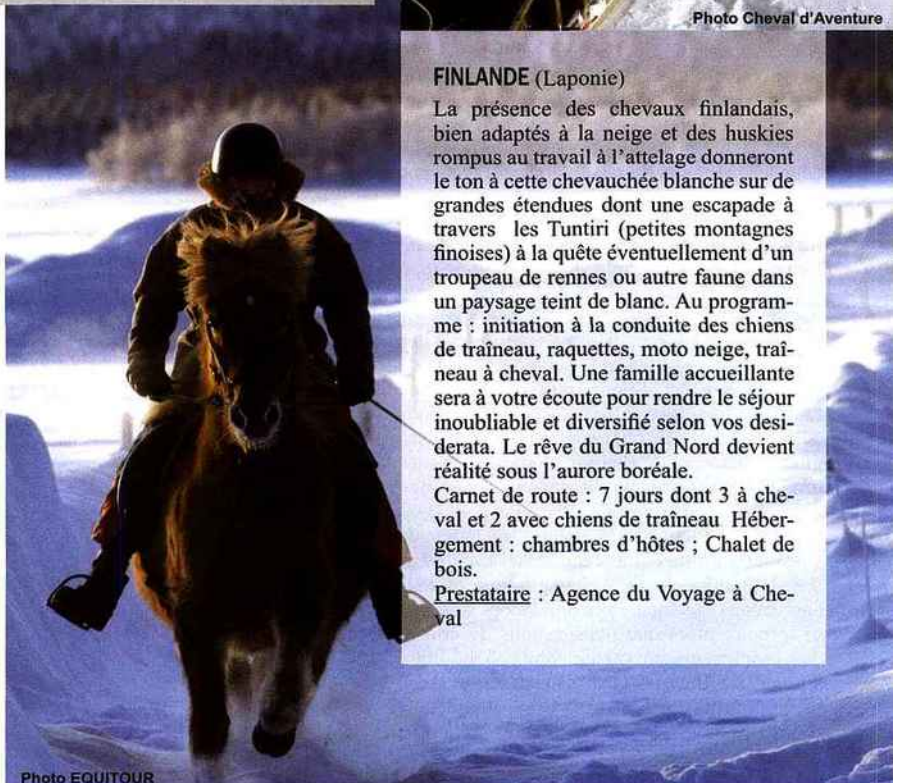 Photo Cheval d'Aventure
FINLANDE (Laponie)
La présence des chevaux finlandais,
bien adaptés à la neige et des huskies
rompus au travail à l'attelage donneront
le ton à cette chevauchée blanche sur de
grandes étendues dont une escapade à
travers les Tuntiri (petites montagnes
finoises) à la quête éventuellement d'un
troupeau de rennes ou autre faune dans
un paysage teint de blanc. Au program-
me : initiation à la conduite des chiens
de traîneau, raquettes, moto neige, traî-
neau à cheval. Une famille accueillante
sera à votre écoute pour rendre le séjour
inoubliable et diversifié selon vos desi-
derata. Le rêve du Grand Nord devient
réalité sous l'aurore boréale.
Carnet de route : 7 jours dont 3 à che-
val et 2 avec chiens de traîneau Héber-
gement : chambres d'hôtes ; Chalet de
bois.
Prestataire : Agence du Voyage à Che-
val
Photo EQUITOUR